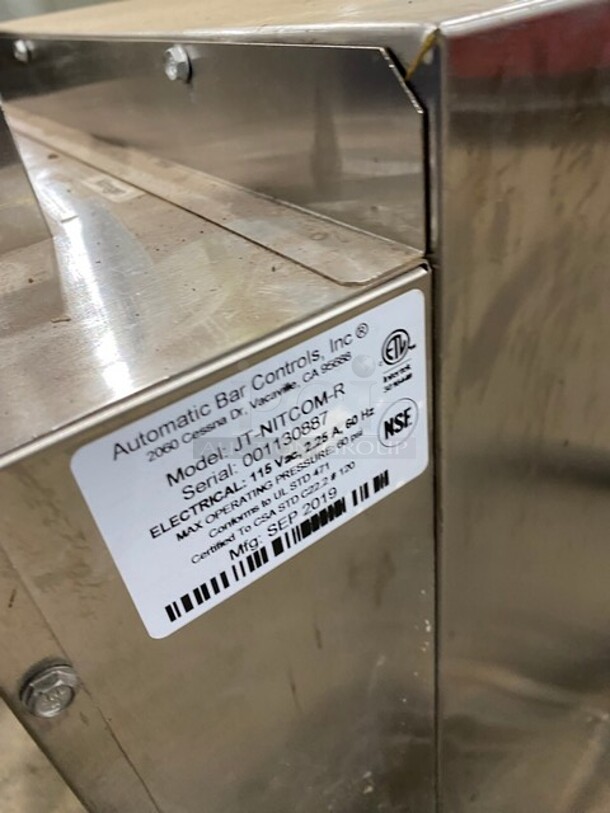 Automatic Bar Controls, Inc ®
2060 Cessna Dr, Vacaville, CA 95688
Model: JT-NITCOM-R
Serial: 001130887
ELECTRICAL: 115 Vac, 2.25 A, 60 Hz
MAX OPERATING PRESSURE: 60 psi
Conforms to UL STD 471
Certified To CSA STD C22.2 # 120
Mfg: SEP 2019
ETL
Intertek
NSF
GROUP